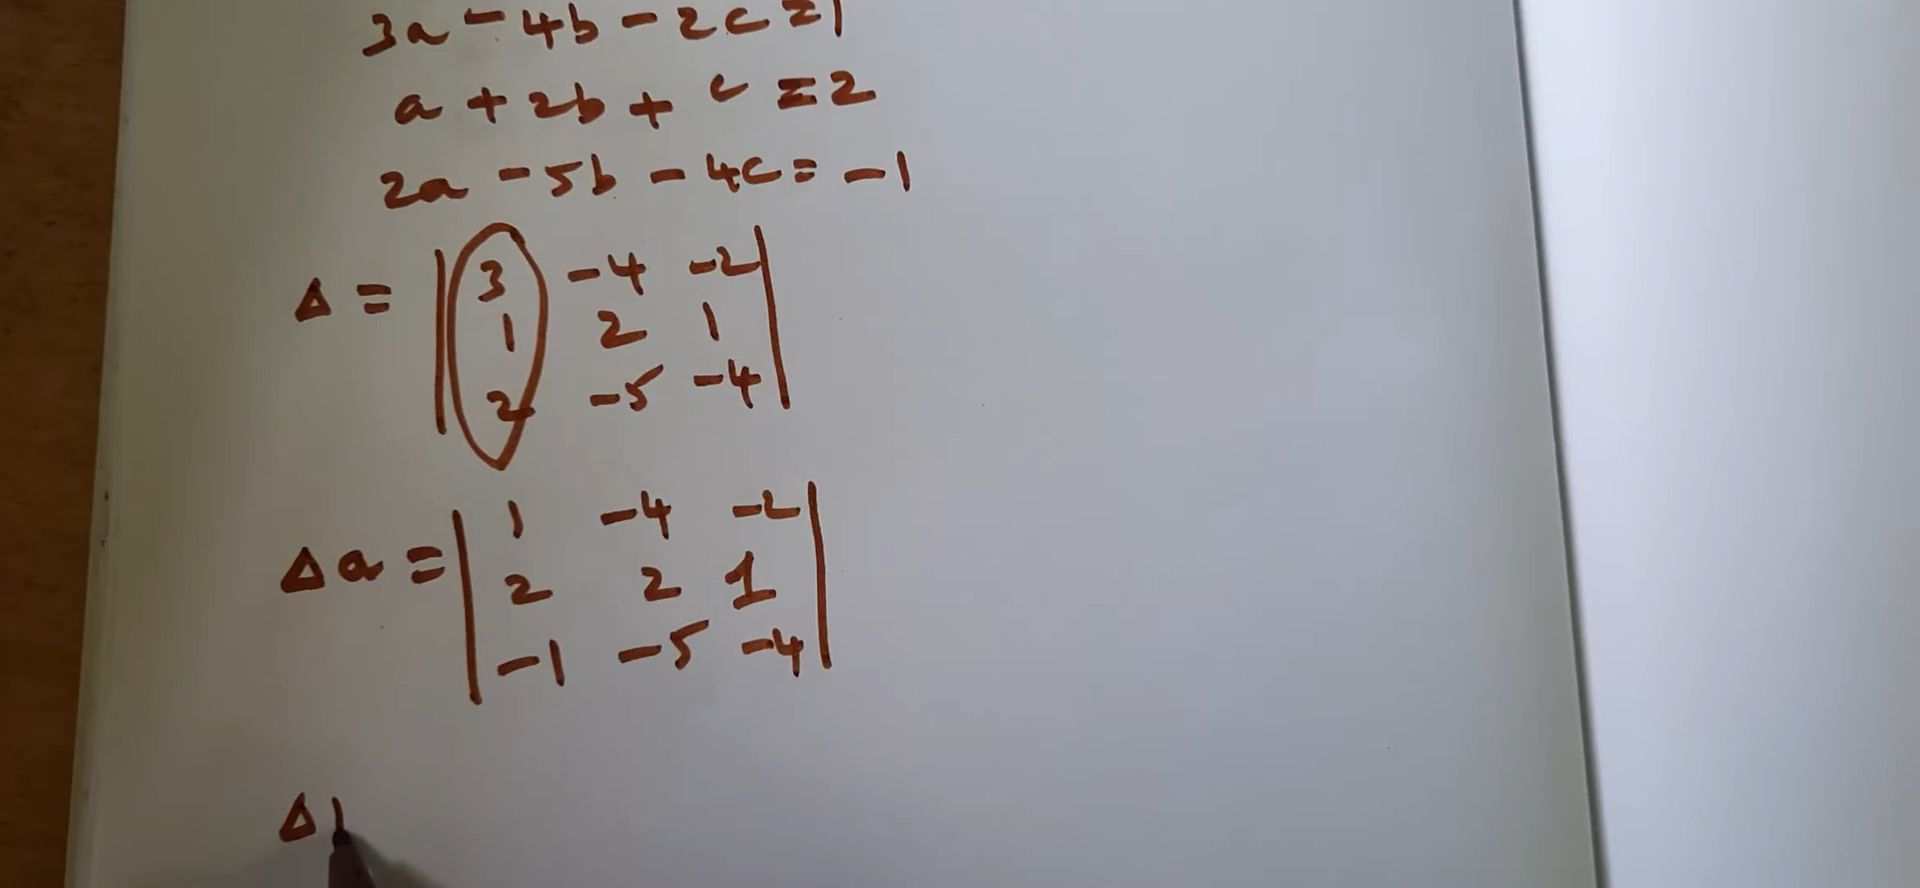 3a - 4b - 2c = 1
a + 2b + c = 2
2a - 5b - 4c = -1
Δ = | 3 -4 -2 |
1 2 1
2 -5 -4
Δa = | 1 -4 -2 |
2 2 1
-1 -5 -4
Δ